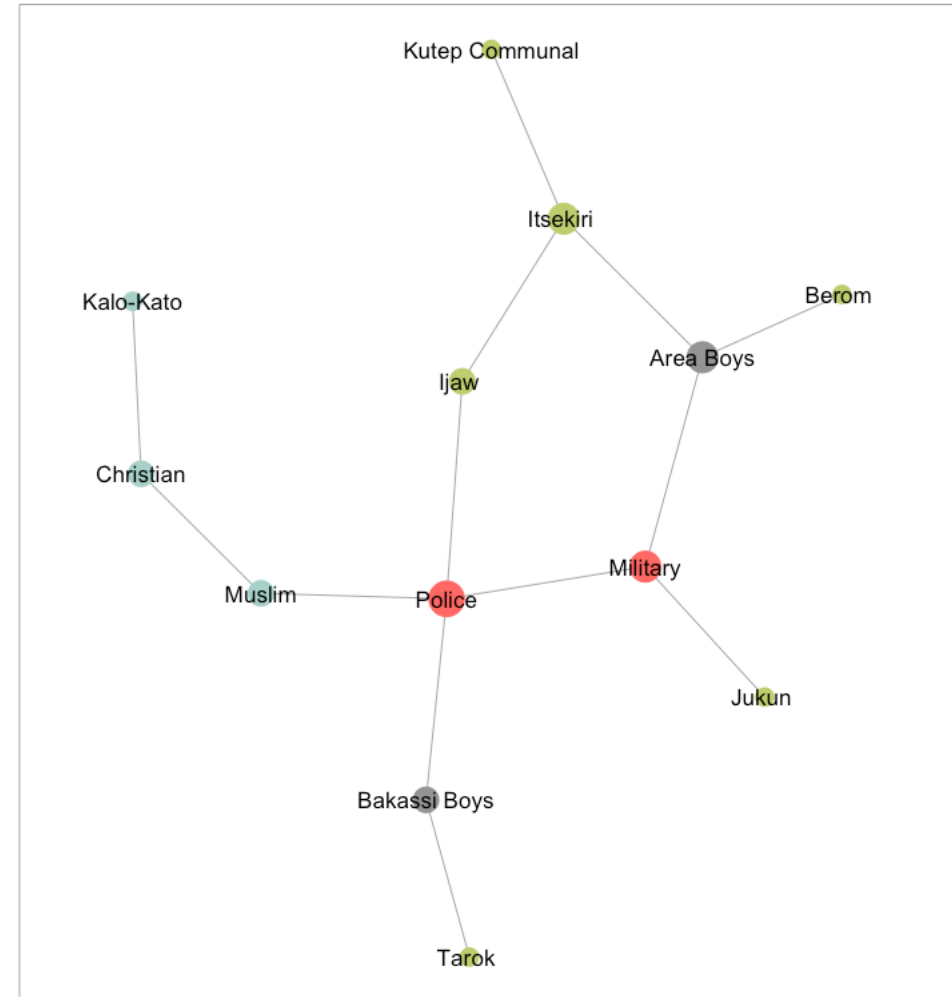 Kutep Communal
Itsekiri
Berom
Kalo-Kato
Area Boys
Ijaw
Christian
Military
Muslim
Police
Jukun
Bakassi Boys
Tarok